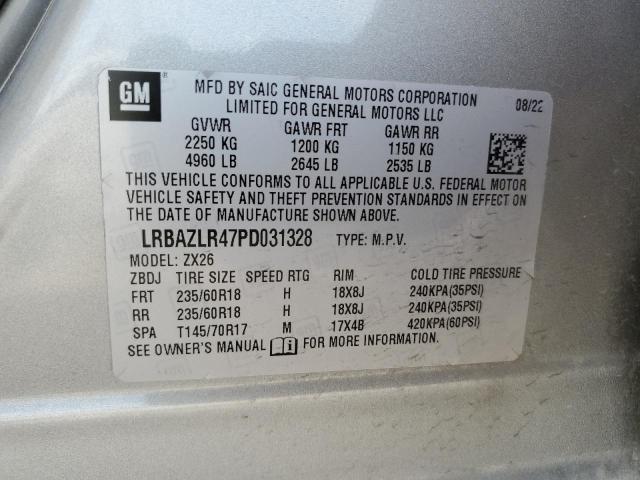 GM ®
MFD BY SAIC GENERAL MOTORS CORPORATION
LIMITED FOR GENERAL MOTORS LLC
08/22
GVWR GAWR FRT GAWR RR
2250 KG 1200 KG 1150 KG
4960 LB 2645 LB 2535 LB
THIS VEHICLE CONFORMS TO ALL APPLICABLE U.S. FEDERAL MOTOR
VEHICLE SAFETY AND THEFT PREVENTION STANDARDS IN EFFECT ON
THE DATE OF MANUFACTURE SHOWN ABOVE.
LRBAZLR47PD031328 TYPE: M.P.V.
MODEL: ZX26
ZBDJ TIRE SIZE SPEED RTG RIM COLD TIRE PRESSURE
FRT 235/60R18 H 18X8J 240KPA(35PSI)
RR 235/60R18 H 18X8J 240KPA(35PSI)
SPA T145/70R17 M 17X4B 420KPA(60PSI)
SEE OWNER'S MANUAL FOR MORE INFORMATION.